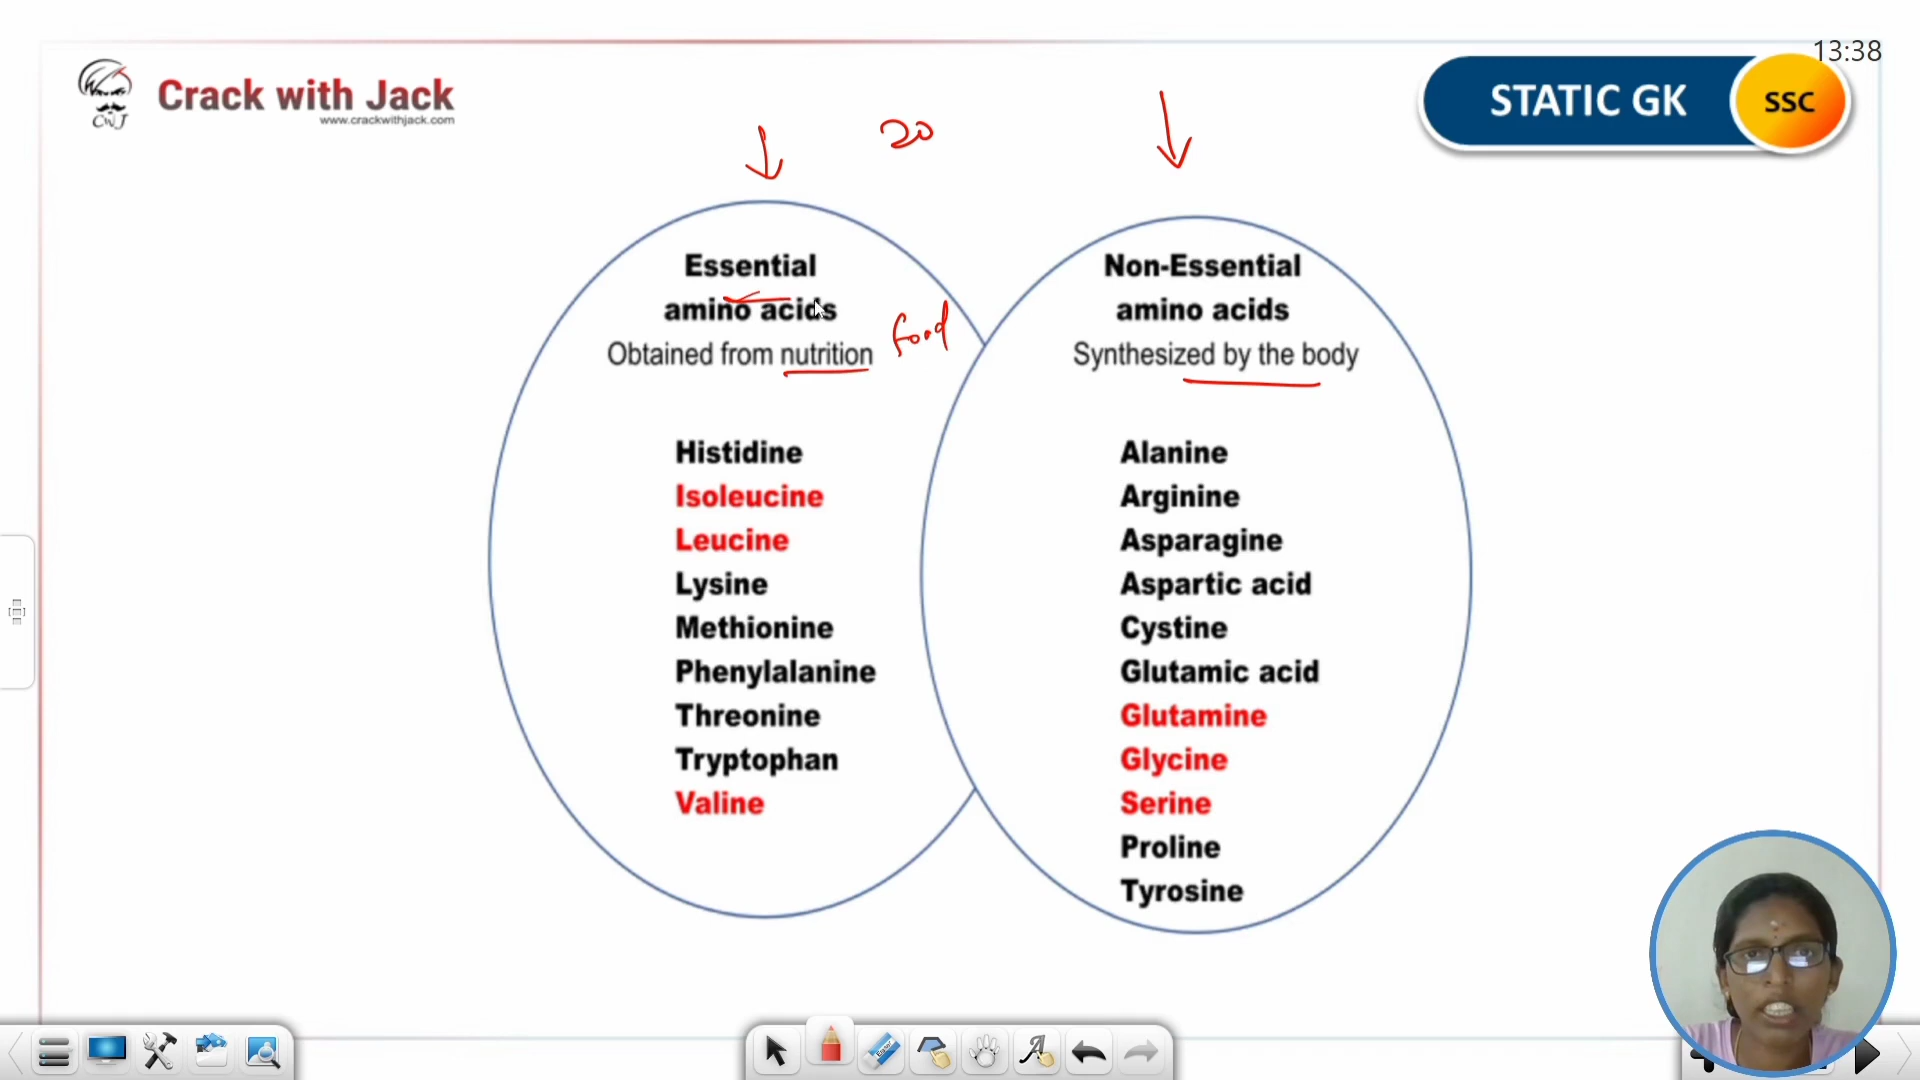 13:38
Crack with Jack
www.crackwithjack.com
CWJ
STATIC GK
SSC
20
Essential
amino acids
Obtained from nutrition
food
Histidine
Isoleucine
Leucine
Lysine
Methionine
Phenylalanine
Threonine
Tryptophan
Valine
Non-Essential
amino acids
Synthesized by the body
Alanine
Arginine
Asparagine
Aspartic acid
Cystine
Glutamic acid
Glutamine
Glycine
Serine
Proline
Tyrosine